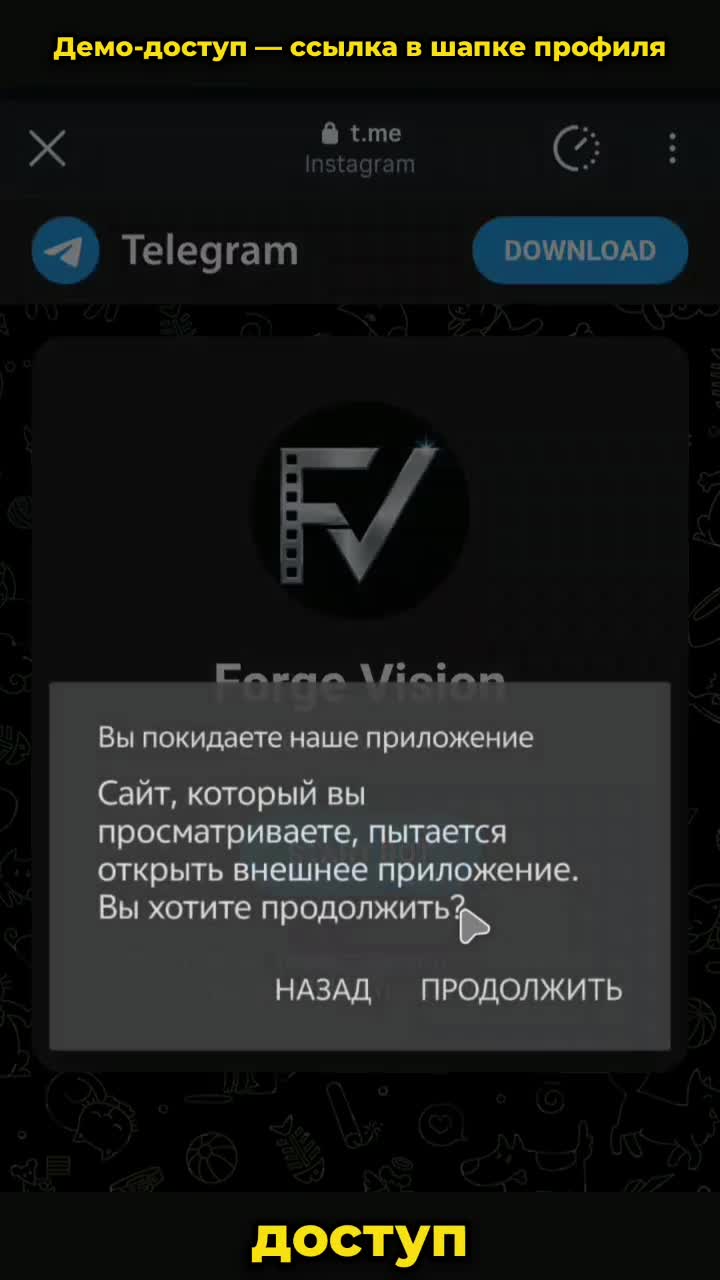 Демо-доступ — ссылка в шапке профиля
t.me
Instagram
Telegram
DOWNLOAD
FV
Forge Vision
Вы покидаете наше приложение
Сайт, который вы
просматриваете, пытается
открыть внешнее приложение.
Вы хотите продолжить?
НАЗАД ПРОДОЛЖИТЬ
доступ